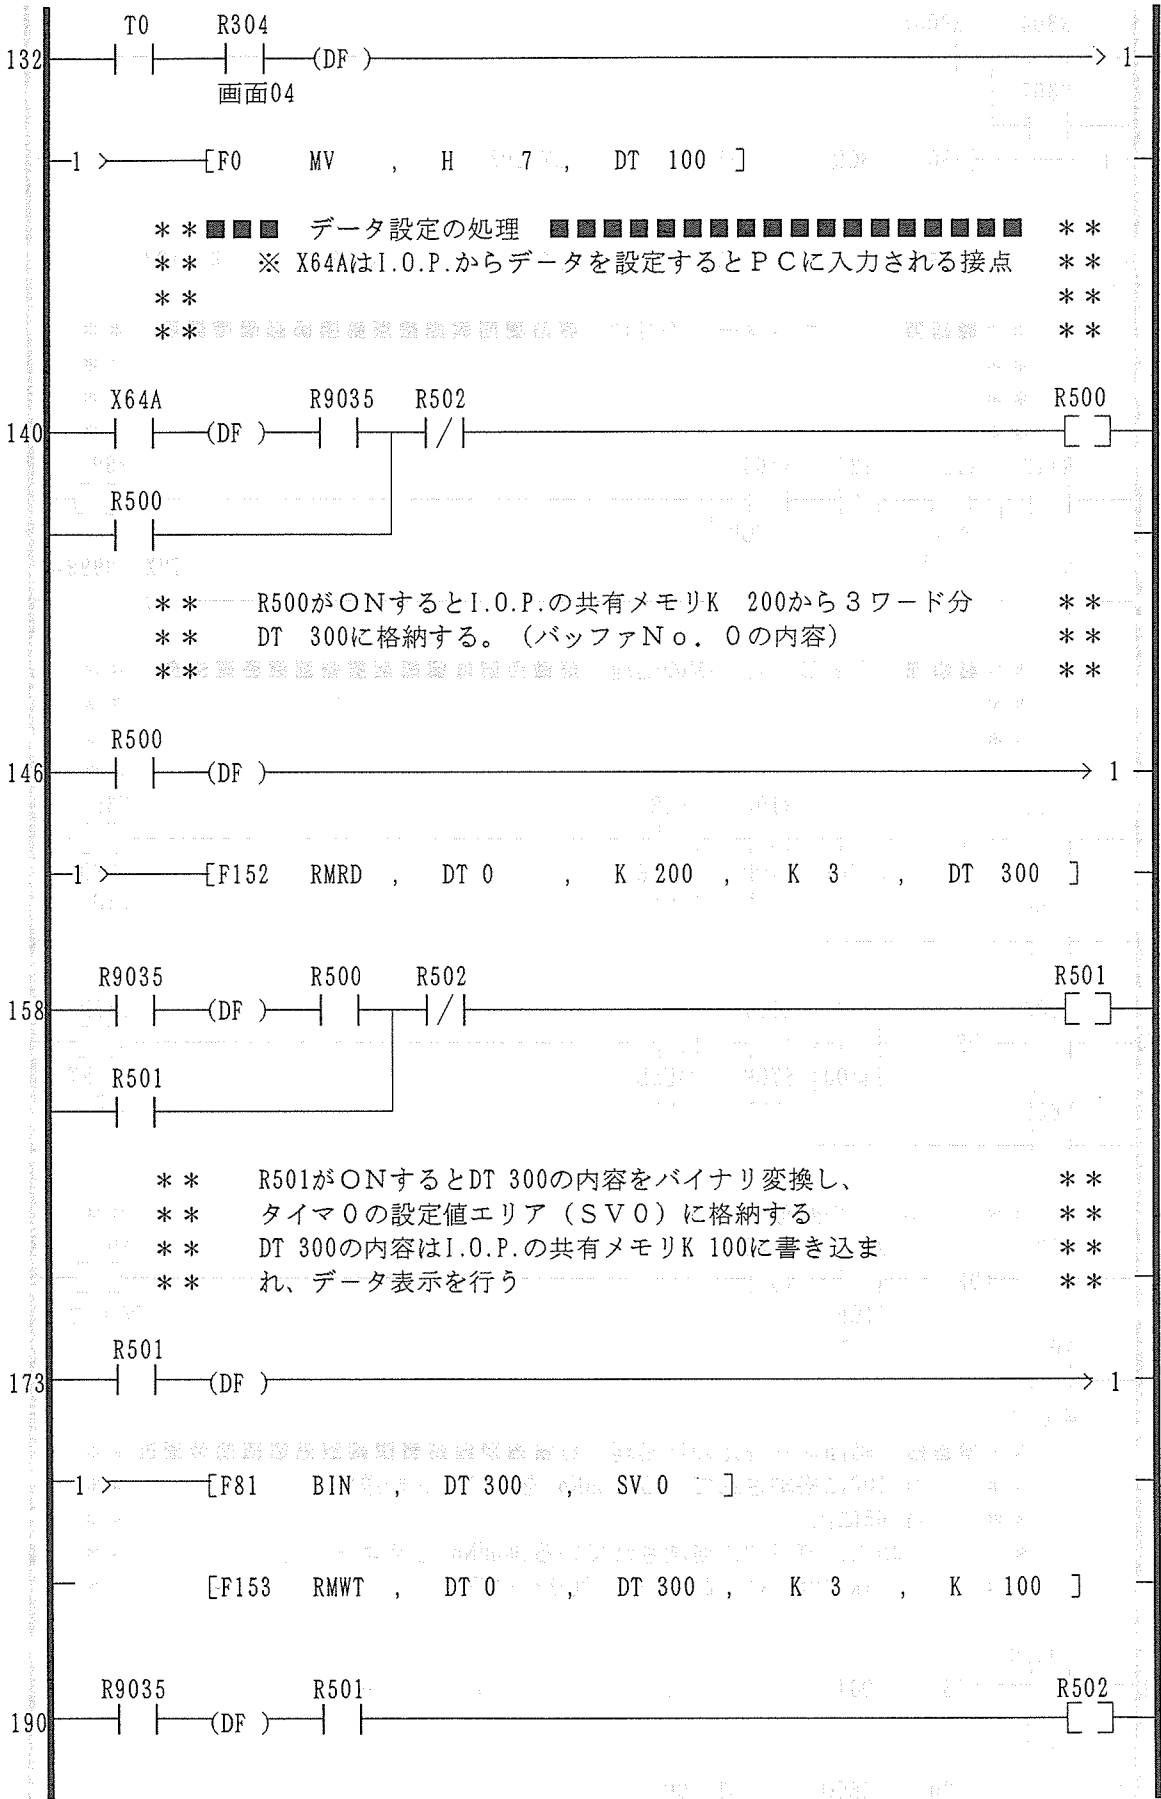 T0 R304
132 (DF ) 1
画面04
1 [F0 MV , H 7 , DT 100 ]
＊＊■■■ データ設定の処理 ■■■■■■■■■■■■■■■■■■ ＊＊
＊＊ ※ X64AはI.O.P.からデータを設定するとＰＣに入力される接点 ＊＊
＊＊ ＊＊
＊＊ ＊＊
X64A R9035 R502 R500
140 (DF )
R500
＊＊ R500がＯＮするとI.O.P.の共有メモリK 200から３ワード分 ＊＊
＊＊ DT 300に格納する。（バッファＮｏ．０の内容） ＊＊
＊＊ ＊＊
R500
146 (DF ) 1
1 [F152 RMRD , DT 0 , K 200 , K 3 , DT 300 ]
R9035 R500 R502 R501
158 (DF )
R501
＊＊ R501がＯＮするとDT 300の内容をバイナリ変換し、 ＊＊
＊＊ タイマ０の設定値エリア（ＳＶ０）に格納する ＊＊
＊＊ DT 300の内容はI.O.P.の共有メモリK 100に書き込ま ＊＊
＊＊ れ、データ表示を行う ＊＊
R501
173 (DF ) 1
1 [F81 BIN , DT 300 , SV 0 ]
[F153 RMWT , DT 0 , DT 300 , K 3 , K 100 ]
R9035 R501 R502
190 (DF )